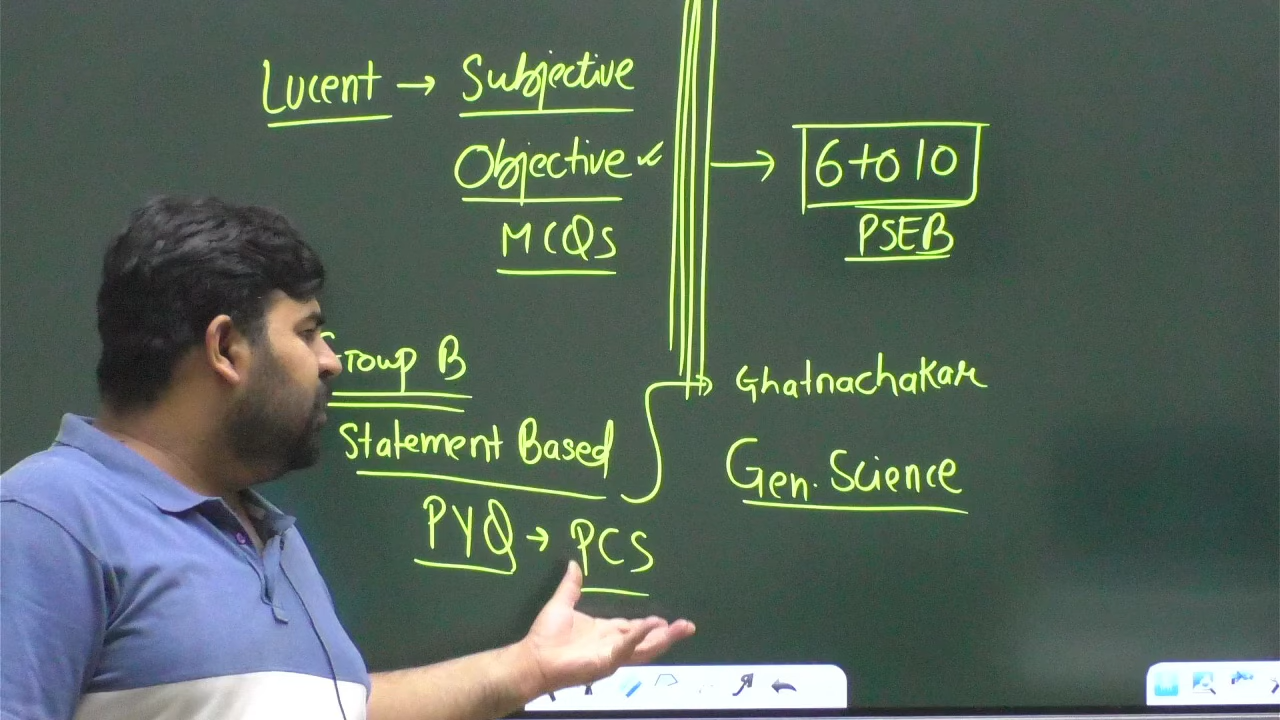 Lucent → Subjective
Objective ✓
MCQs
→ 6 to 10
PSEB
Group B
Statement Based
PYQ → PCS
→ Ghatnachakar
Gen. Science